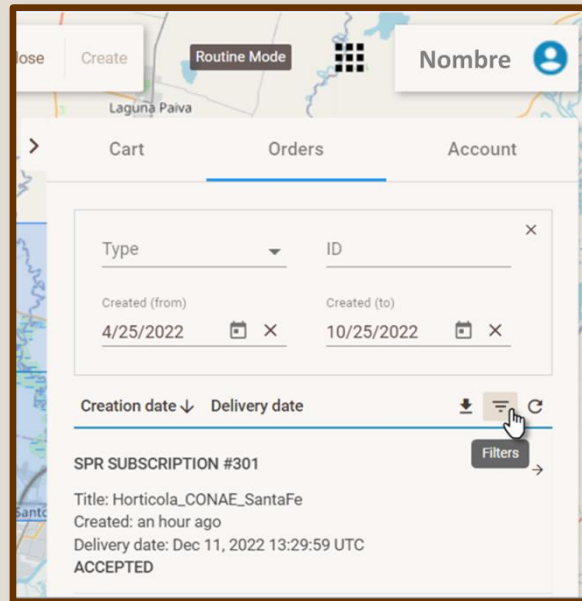 lose Create Routine Mode Nombre
Laguna Paiva
Cart Orders Account
Type ID
Created (from) Created (to)
4/25/2022 10/25/2022
Creation date Delivery date
Filters
SPR SUBSCRIPTION #301
Title: Horticola_CONAE_SantaFe
Created: an hour ago
Delivery date: Dec 11, 2022 13:29:59 UTC
ACCEPTED
Santo